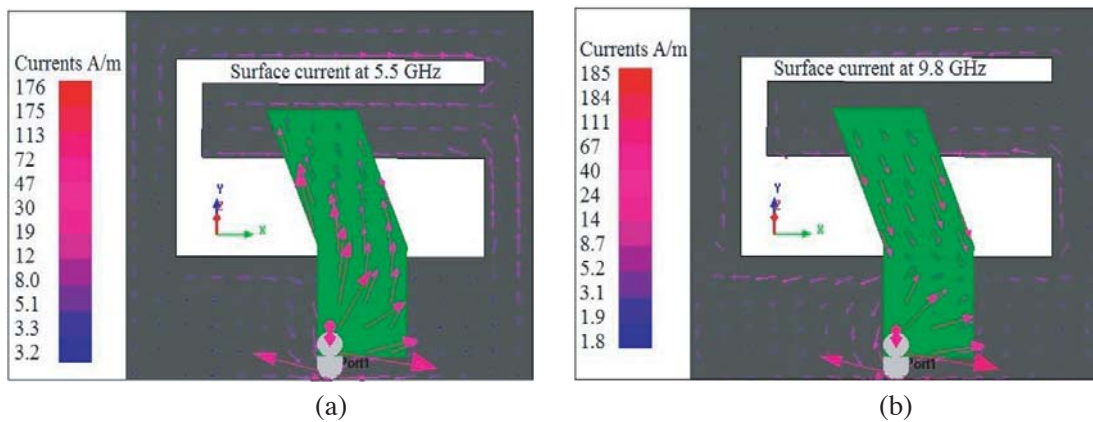 Currents A/m
176
175
113
72
47
30
19
12
8.0
5.1
3.3
3.2
Surface current at 5.5 GHz
Y
Z
X
Port1
(a)
Currents A/m
185
184
111
67
40
24
14
8.7
5.2
3.1
1.9
1.8
Surface current at 9.8 GHz
Y
Z
X
Port1
(b)